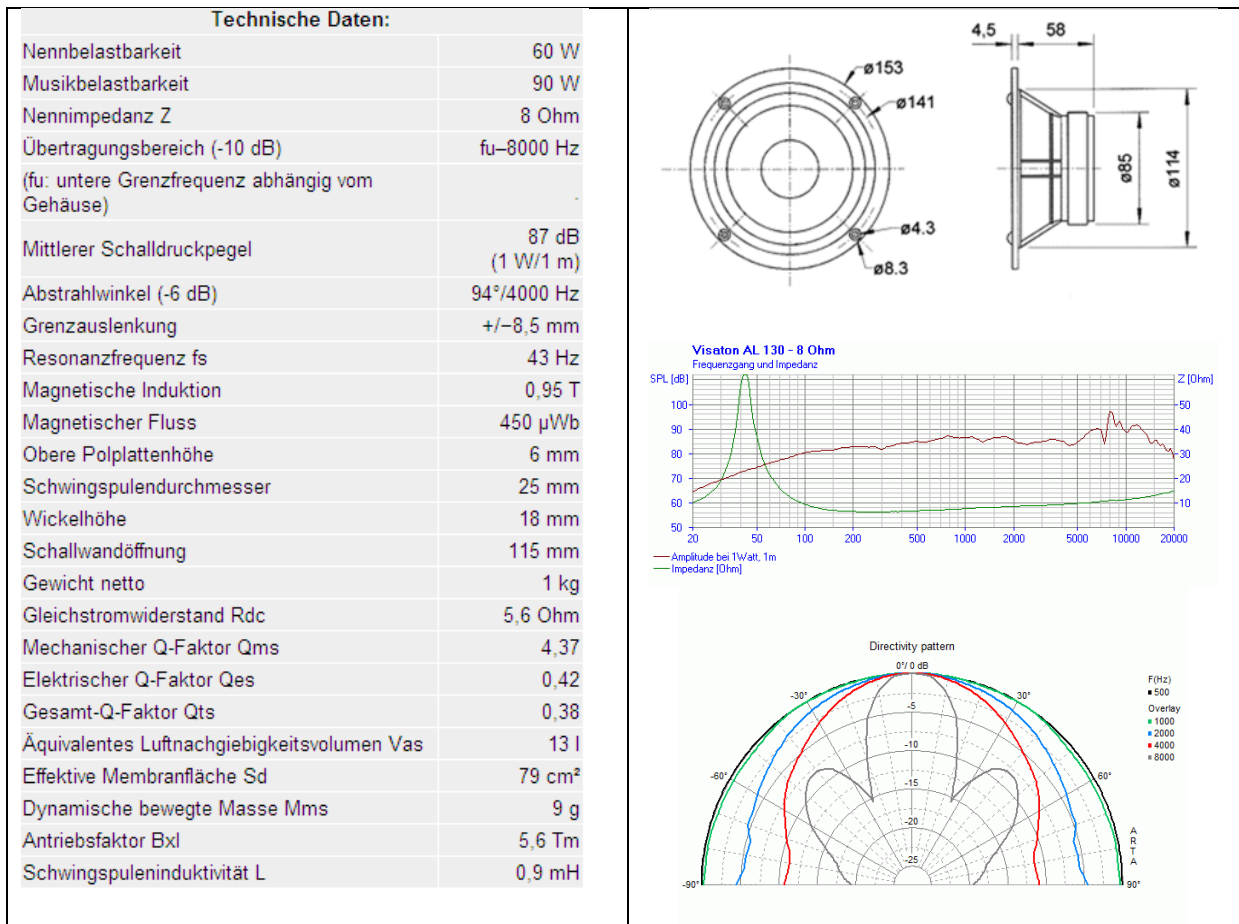 Technische Daten:
Nennbelastbarkeit 60 W
Musikbelastbarkeit 90 W
Nennimpedanz Z 8 Ohm
Übertragungsbereich (-10 dB) fu–8000 Hz
(fu: untere Grenzfrequenz abhängig vom
Gehäuse) .
Mittlerer Schalldruckpegel 87 dB
(1 W/1 m)
Abstrahlwinkel (-6 dB) 94°/4000 Hz
Grenzauslenkung +/−8,5 mm
Resonanzfrequenz fs 43 Hz
Magnetische Induktion 0,95 T
Magnetischer Fluss 450 µWb
Obere Polplattenhöhe 6 mm
Schwingspulendurchmesser 25 mm
Wickelhöhe 18 mm
Schallwandöffnung 115 mm
Gewicht netto 1 kg
Gleichstromwiderstand Rdc 5,6 Ohm
Mechanischer Q-Faktor Qms 4,37
Elektrischer Q-Faktor Qes 0,42
Gesamt-Q-Faktor Qts 0,38
Äquivalentes Luftnachgiebigkeitsvolumen Vas 13 l
Effektive Membranfläche Sd 79 cm²
Dynamische bewegte Masse Mms 9 g
Antriebsfaktor Bxl 5,6 Tm
Schwingspuleninduktivität L 0,9 mH
4,5 58
ø153
ø141
ø85
ø114
ø4.3
ø8.3
Visaton AL 130 - 8 Ohm
Frequenzgang und Impedanz
SPL [dB] Z [Ohm]
100 50
90 40
80 30
70 20
60 10
50
20 50 100 200 500 1000 2000 5000 10000 20000
Amplitude bei 1Watt, 1m
Impedanz [Ohm]
Directivity pattern
0°/ 0 dB
F(Hz)
500
Overlay
1000
2000
4000
8000
-30° 30°
-5
-10
-60° 60°
-15
-20
-25
-90° 90°
A
R
T
A